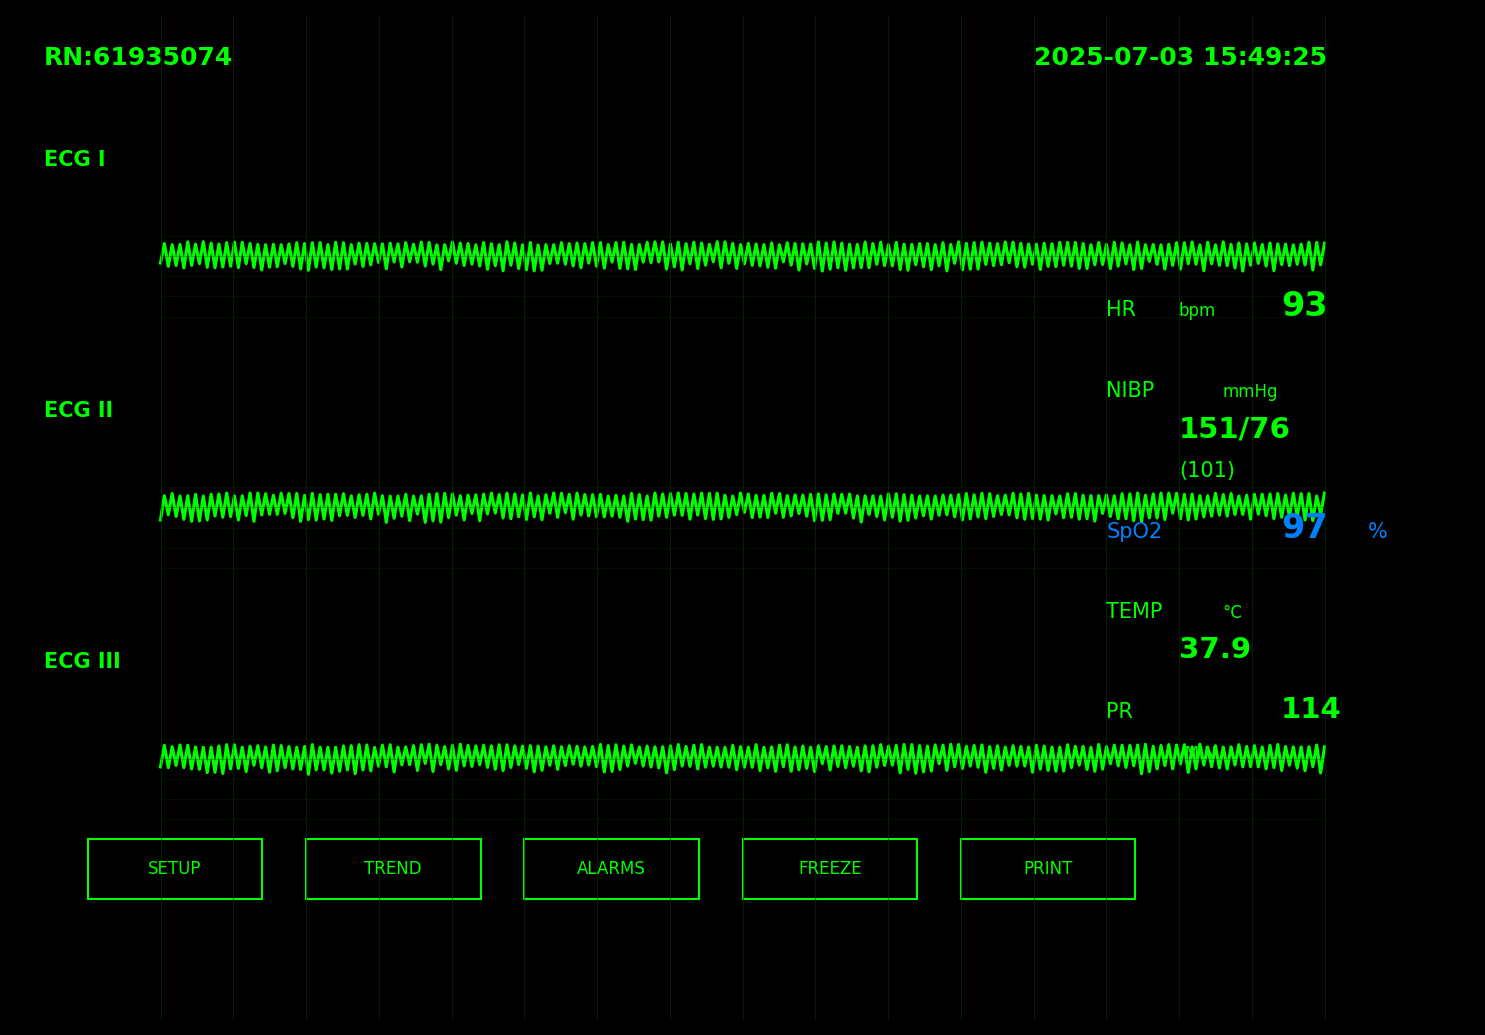 RN:61935074 2025-07-03 15:49:25
ECG I
HR bpm 93
NIBP mmHg
ECG II
151/76
(101)
SpO2 97 %
TEMP °C
37.9
ECG III
PR 114
SETUP TREND ALARMS FREEZE PRINT